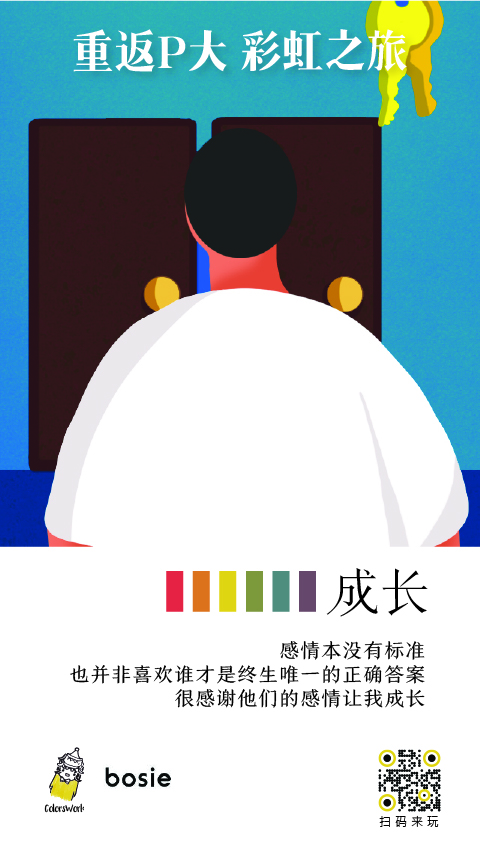 重返P大 彩虹之旅
成长
感情本没有标准
也并非喜欢谁才是终生唯一的正确答案
很感谢他们的感情让我成长
ColorsWork
bosie
扫码来玩